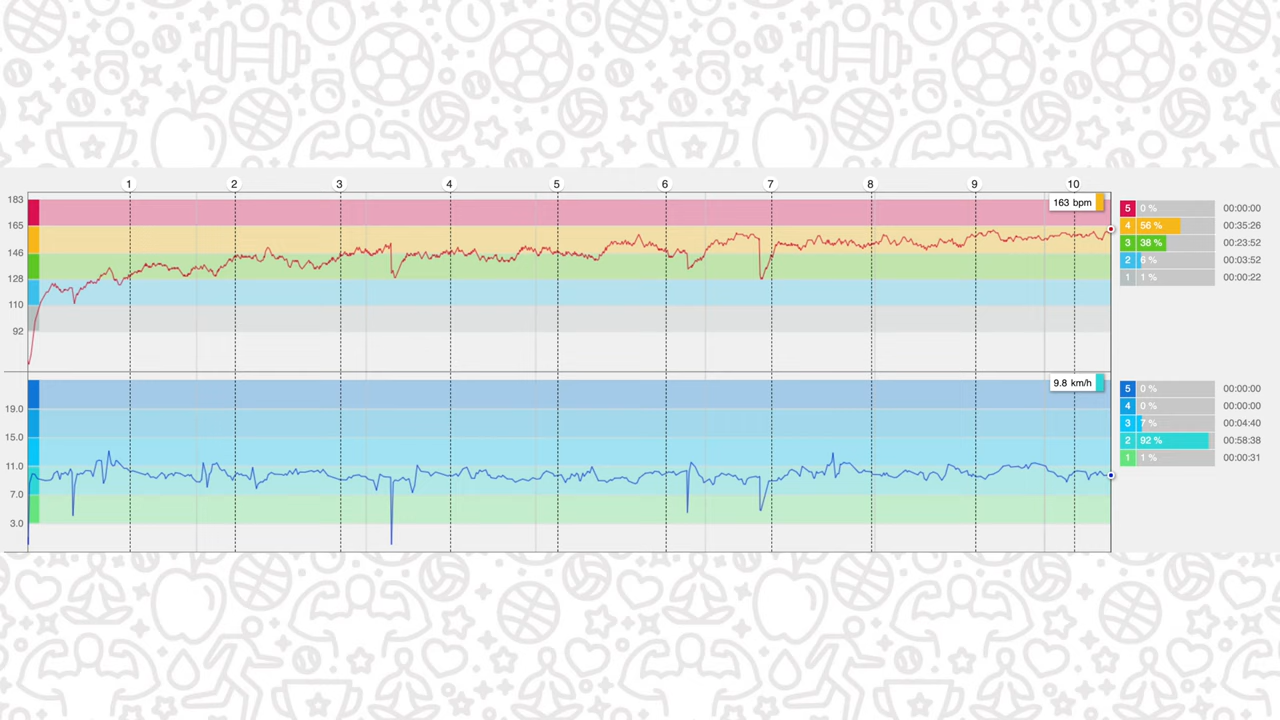 1 2 3 4 5 6 7 8 9 10
183
165
146
128
110
92
163 bpm
5 0 % 00:00:00
4 56 % 00:35:26
3 38 % 00:23:52
2 6 % 00:03:52
1 1 % 00:00:22
19.0
15.0
11.0
7.0
3.0
9.8 km/h
5 0 % 00:00:00
4 0 % 00:00:00
3 7 % 00:04:40
2 92 % 00:58:38
1 1 % 00:00:31